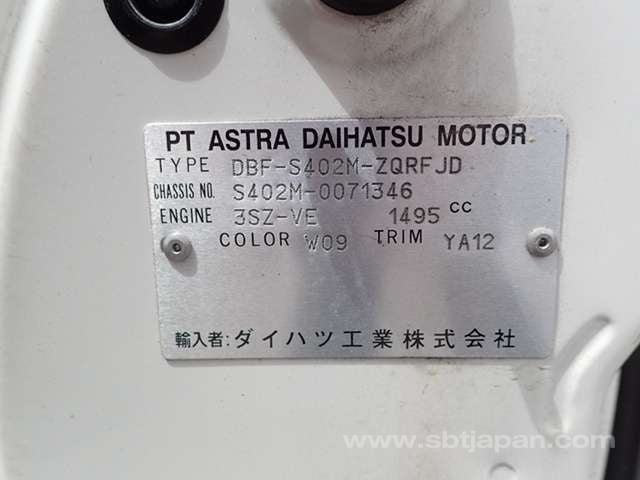 PT ASTRA DAIHATSU MOTOR
TYPE DBF-S402M-ZQRFJD
CHASSIS NO. S402M-0071346
ENGINE 3SZ-VE 1495 cc
COLOR W09 TRIM YA12
輸入者:ダイハツ工業株式会社
www.sbtjapan.com